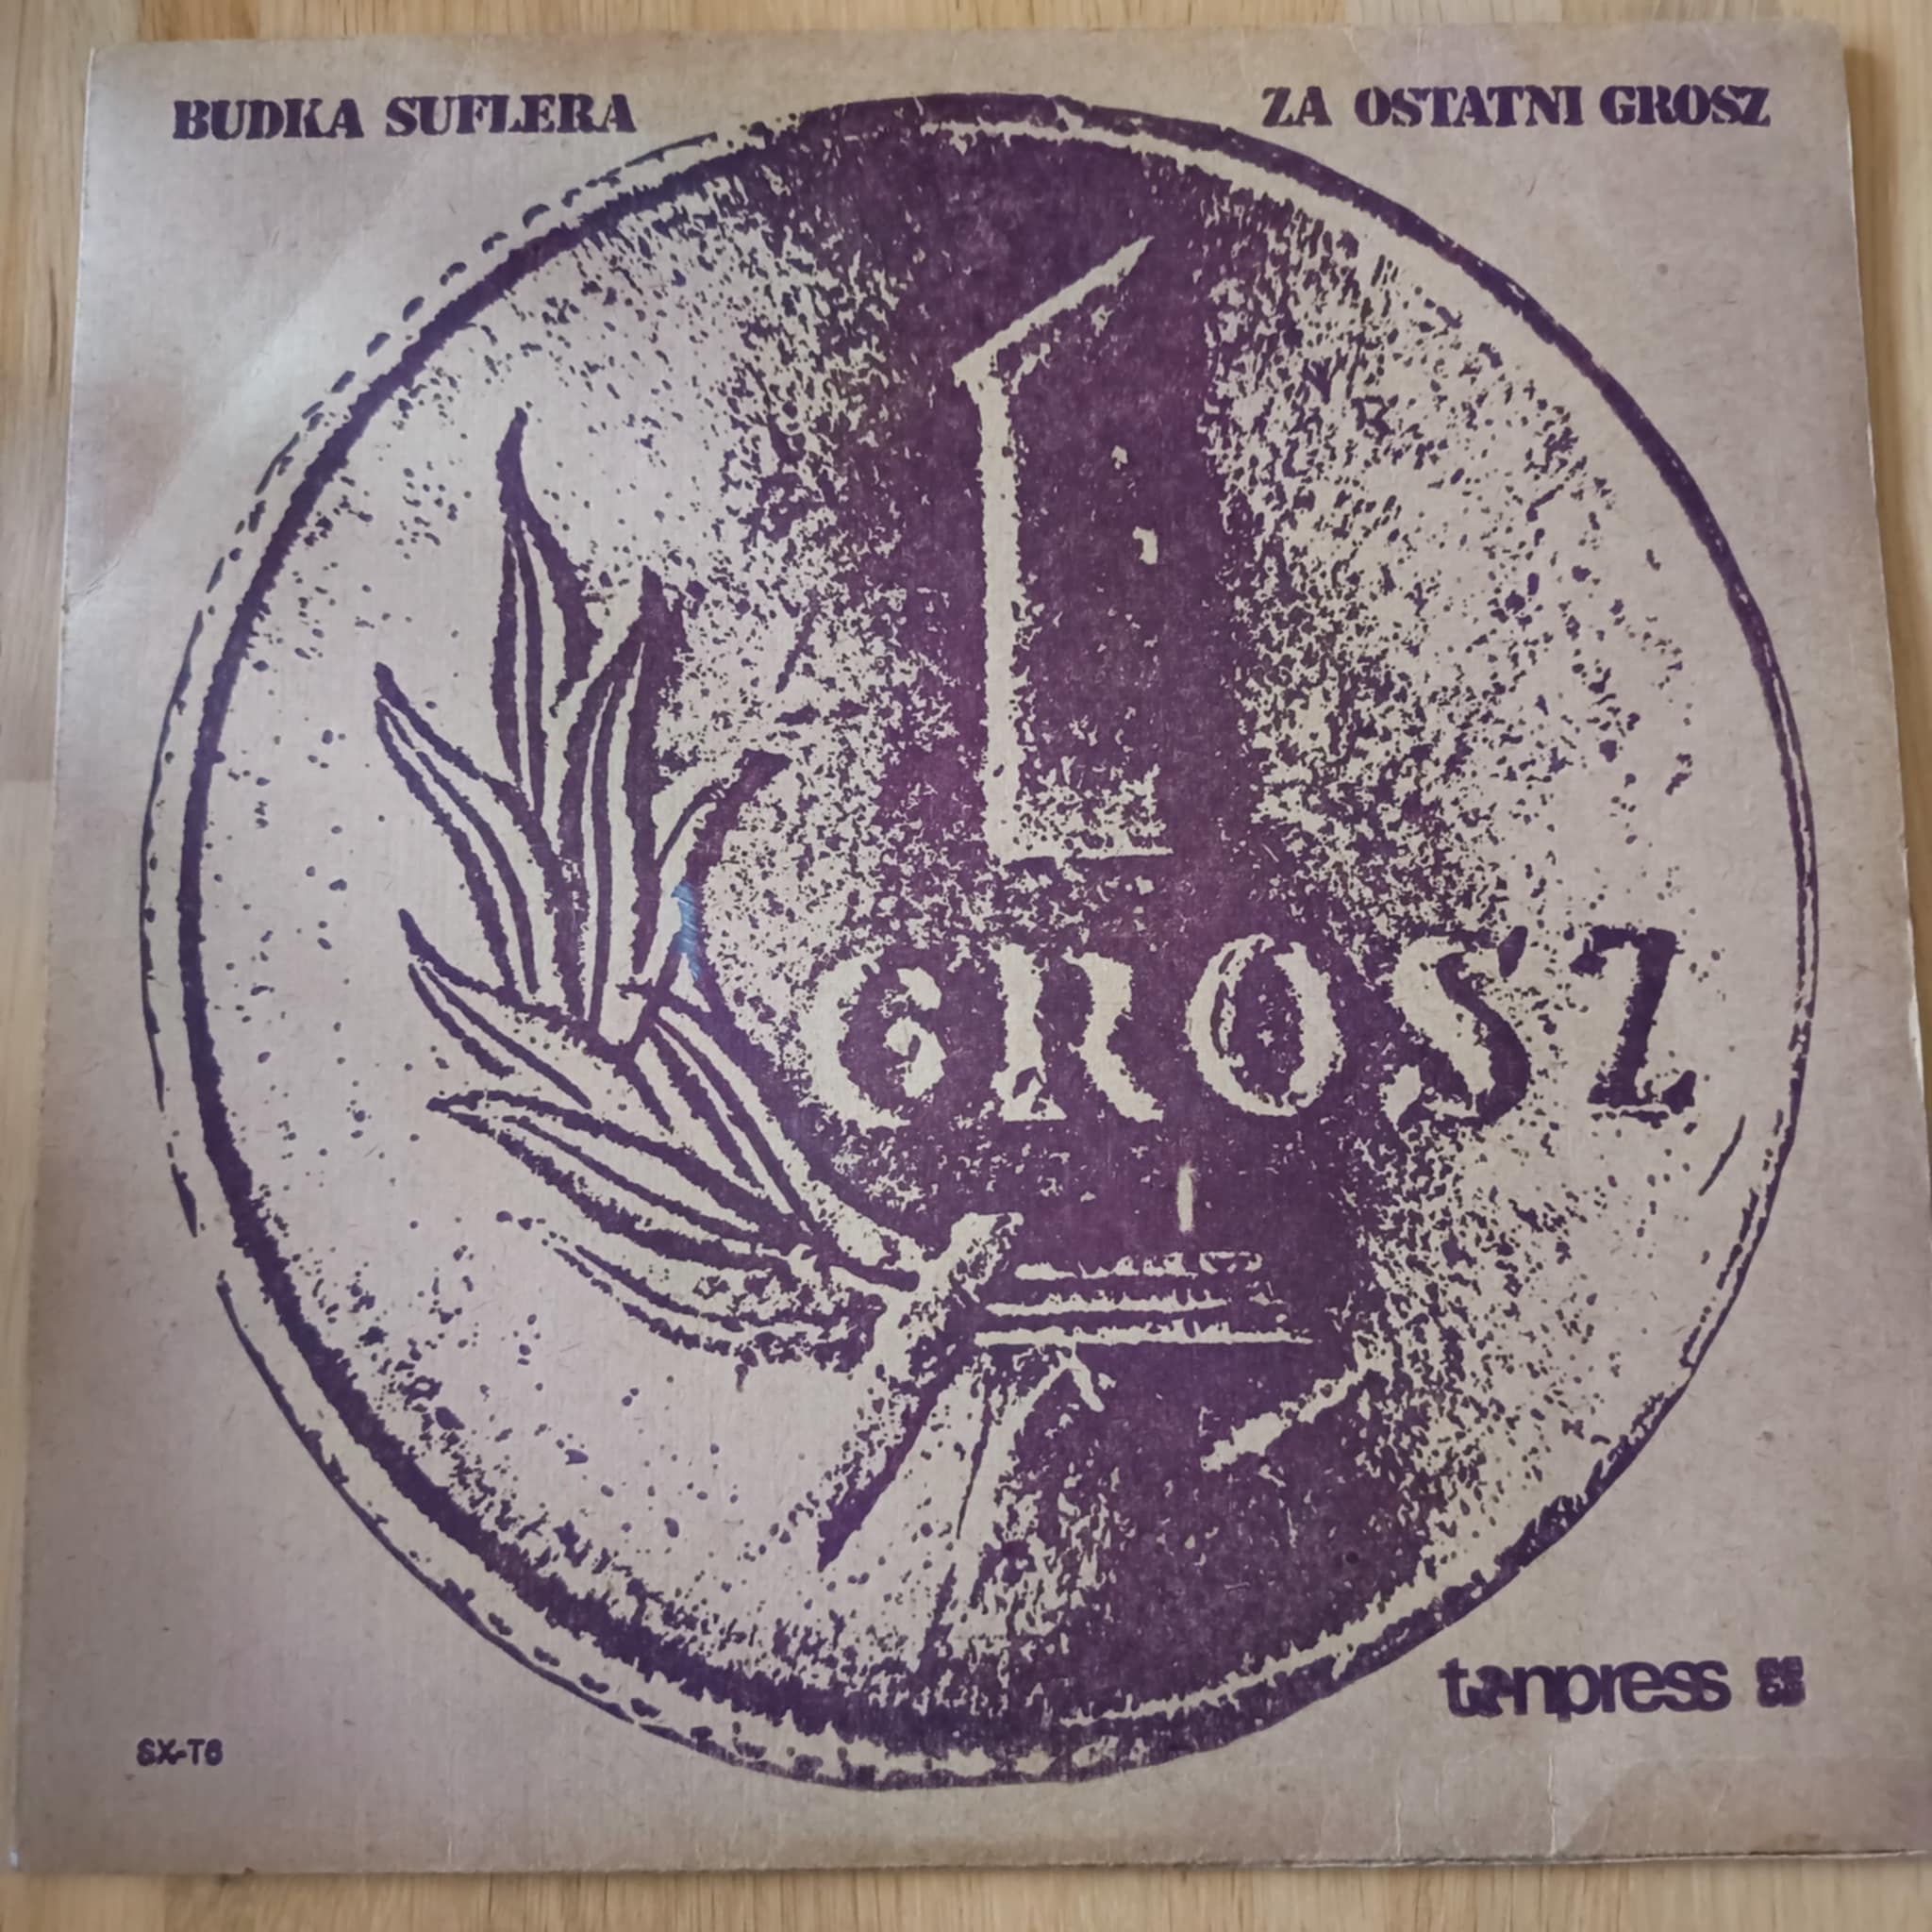 BUDKA SUFLERA
ZA OSTATNI GROSZ
1
GROSZ
tonpress
SX-T6